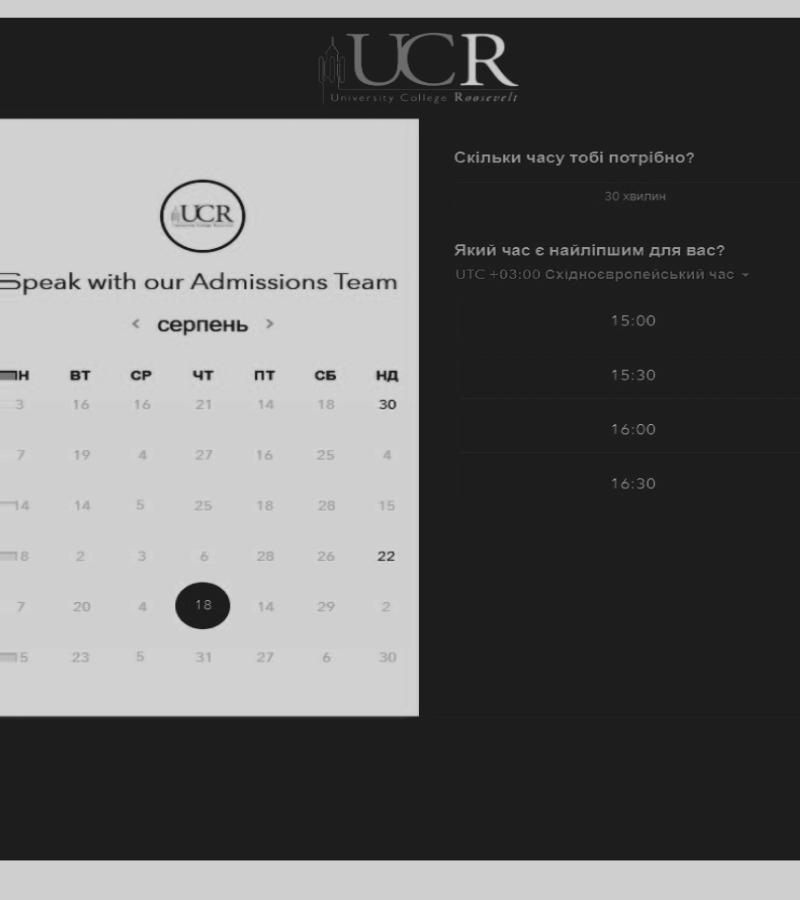 UCR
University College Roosevelt
UCR
Speak with our Admissions Team
< серпень >
ПН ВТ СР ЧТ ПТ СБ НД
3 16 16 21 14 18 30
7 19 4 27 16 25 4
14 14 5 25 18 28 15
8 2 3 6 28 26 22
7 20 4 18 14 29 2
5 23 5 31 27 6 30
Скільки часу тобі потрібно?
30 хвилин
Який час є найліпшим для вас?
UTC +03:00 Східноєвропейський час
15:00
15:30
16:00
16:30